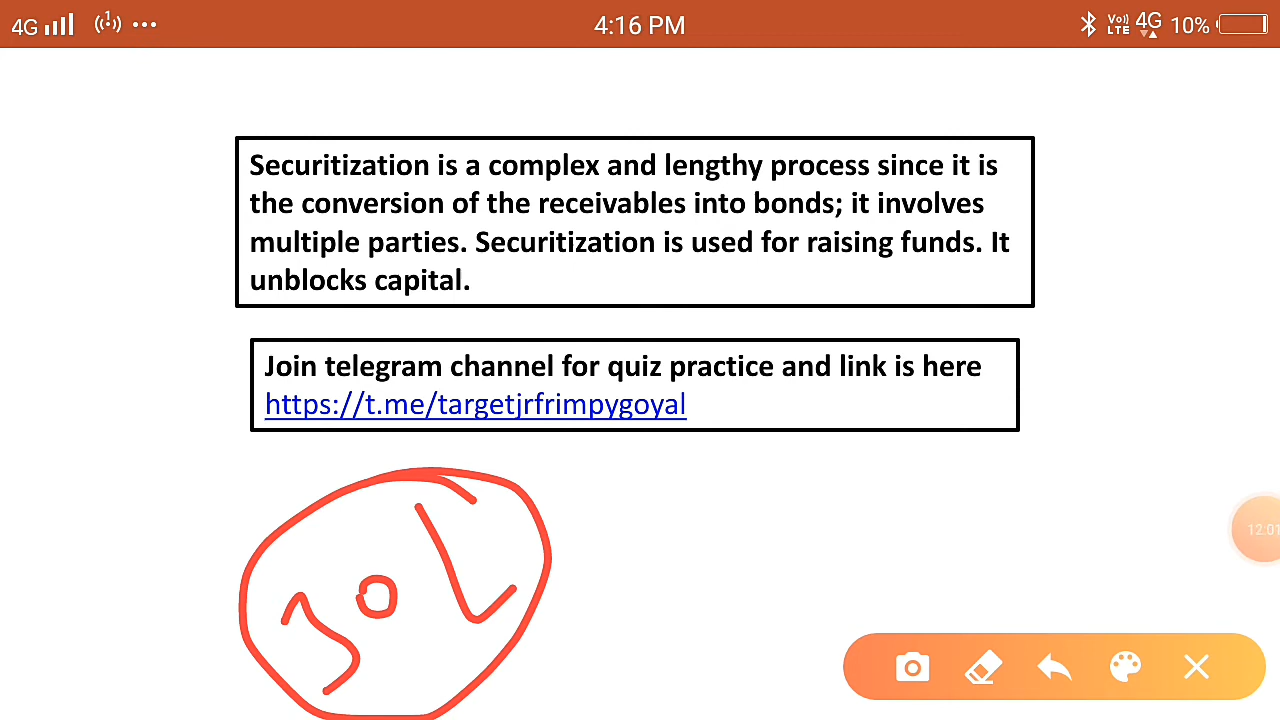 4G 1 4:16 PM Vo)) LTE 4G 10%
Securitization is a complex and lengthy process since it is
the conversion of the receivables into bonds; it involves
multiple parties. Securitization is used for raising funds. It
unblocks capital.
Join telegram channel for quiz practice and link is here
https://t.me/targetjrfrimpygoyal
SOL
12:01